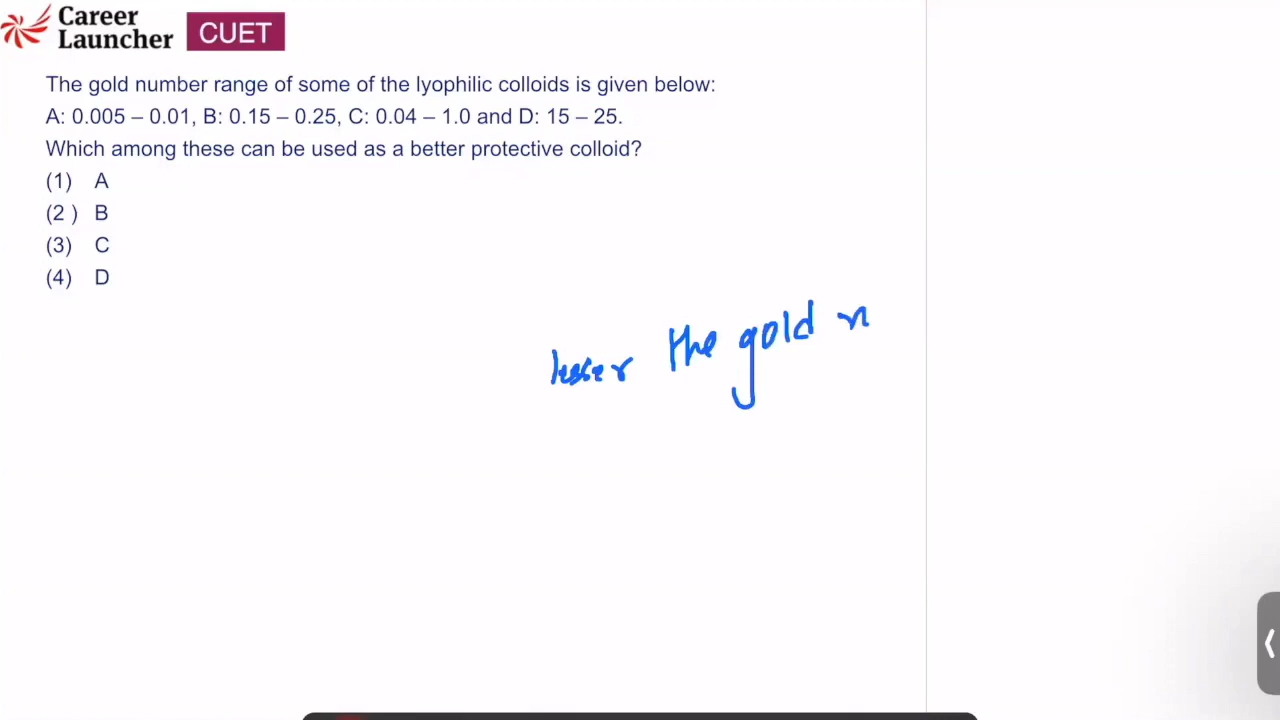 Career
Launcher
CUET
The gold number range of some of the lyophilic colloids is given below:
A: 0.005 – 0.01, B: 0.15 – 0.25, C: 0.04 – 1.0 and D: 15 – 25.
Which among these can be used as a better protective colloid?
(1) A
(2 ) B
(3) C
(4) D
lesser the gold n